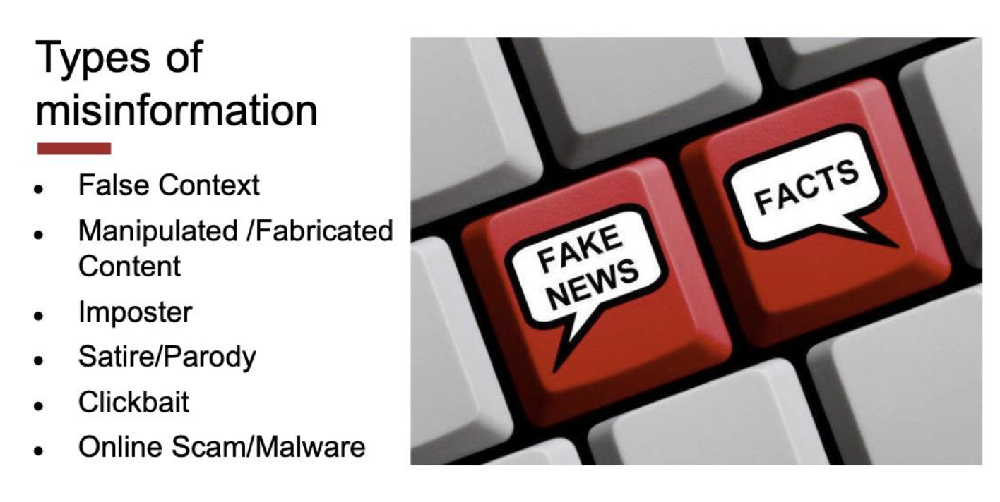 Types of
misinformation
• False Context
• Manipulated /Fabricated
Content
• Imposter
• Satire/Parody
• Clickbait
• Online Scam/Malware
FAKE
NEWS
FACTS